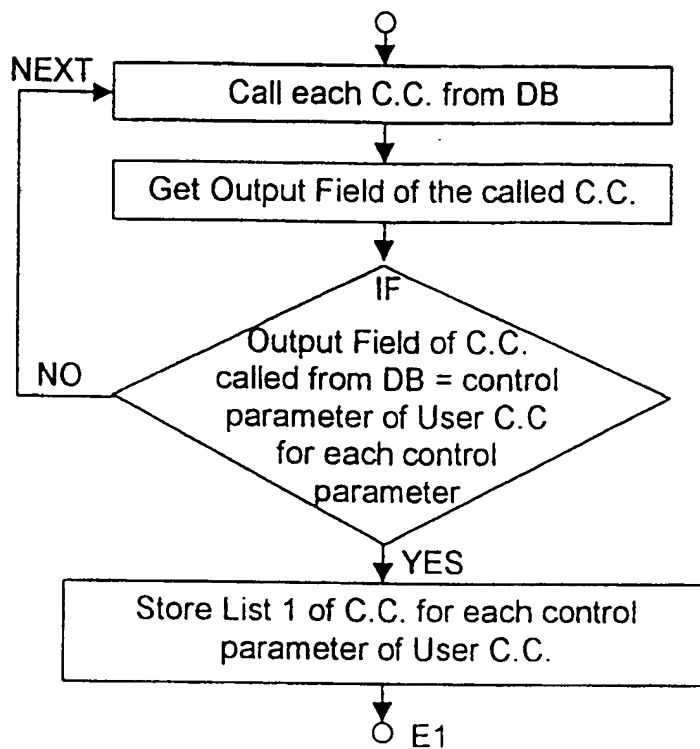 NEXT
Call each C.C. from DB
Get Output Field of the called C.C.
IF
Output Field of C.C.
called from DB = control
parameter of User C.C
for each control
parameter
NO
YES
Store List 1 of C.C. for each control
parameter of User C.C.
E1